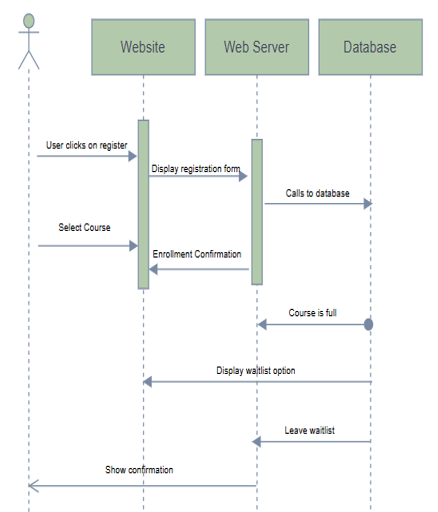 Website
Web Server
Database
User clicks on register
Display registration form
Calls to database
Select Course
Enrollment Confirmation
Course is full
Display waitlist option
Leave waitlist
Show confirmation